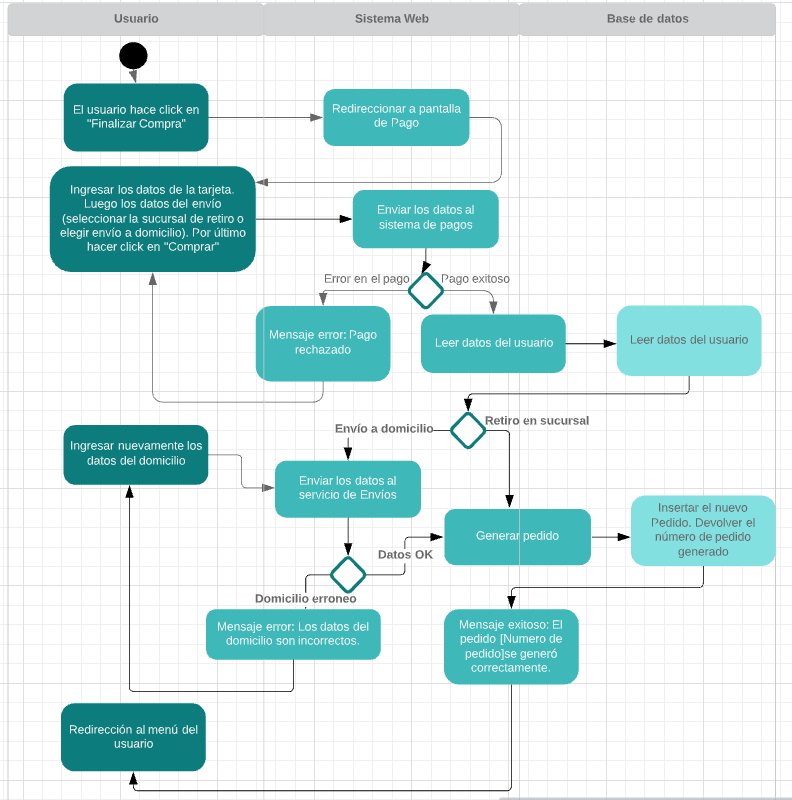 Usuario
Sistema Web
Base de datos
El usuario hace click en
"Finalizar Compra"
Redireccionar a pantalla
de Pago
Ingresar los datos de la tarjeta.
Luego los datos del envío
(seleccionar la sucursal de retiro o
elegir envío a domicilio). Por último
hacer click en "Comprar"
Enviar los datos al
sistema de pagos
Error en el pago
Pago exitoso
Mensaje error: Pago
rechazado
Leer datos del usuario
Leer datos del usuario
Envío a domicilio
Retiro en sucursal
Ingresar nuevamente los
datos del domicilio
Enviar los datos al
servicio de Envíos
Generar pedido
Insertar el nuevo
Pedido. Devolver el
número de pedido
generado
Datos OK
Domicilio erroneo
Mensaje error: Los datos del
domicilio son incorrectos.
Mensaje exitoso: El
pedido [Numero de
pedido]se generó
correctamente.
Redirección al menú del
usuario